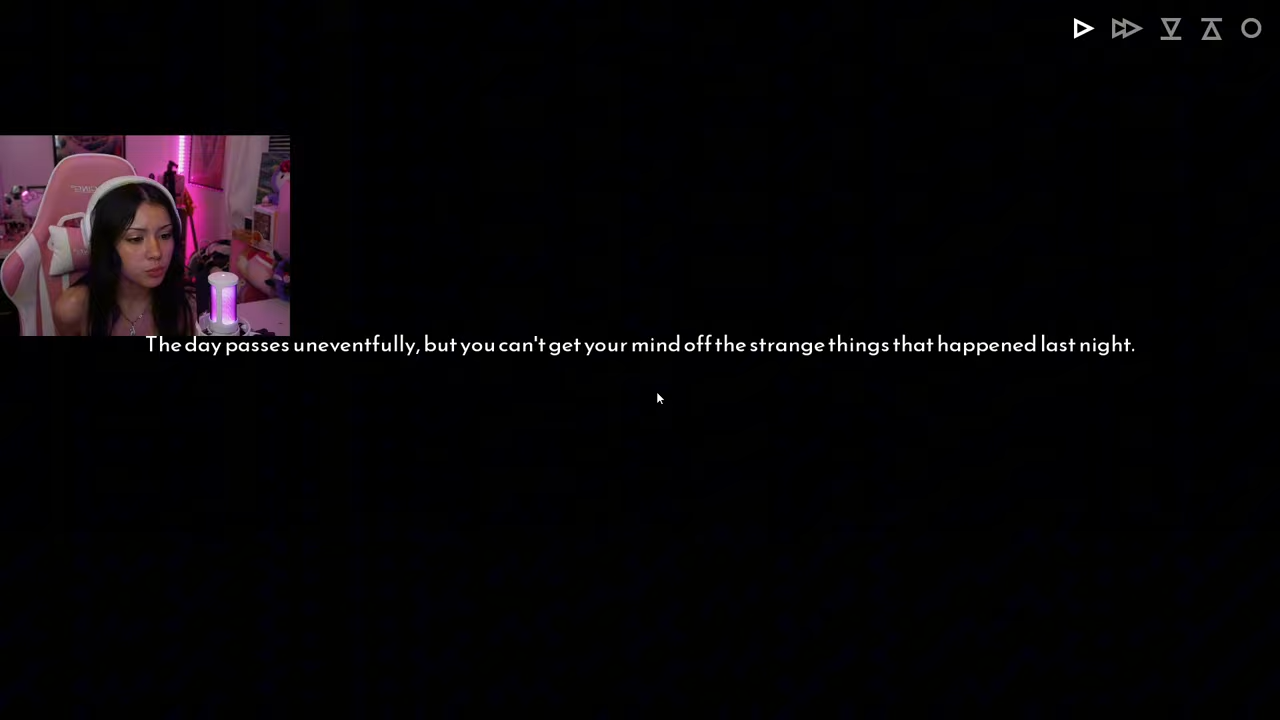 The day passes uneventfully, but you can't get your mind off the strange things that happened last night.